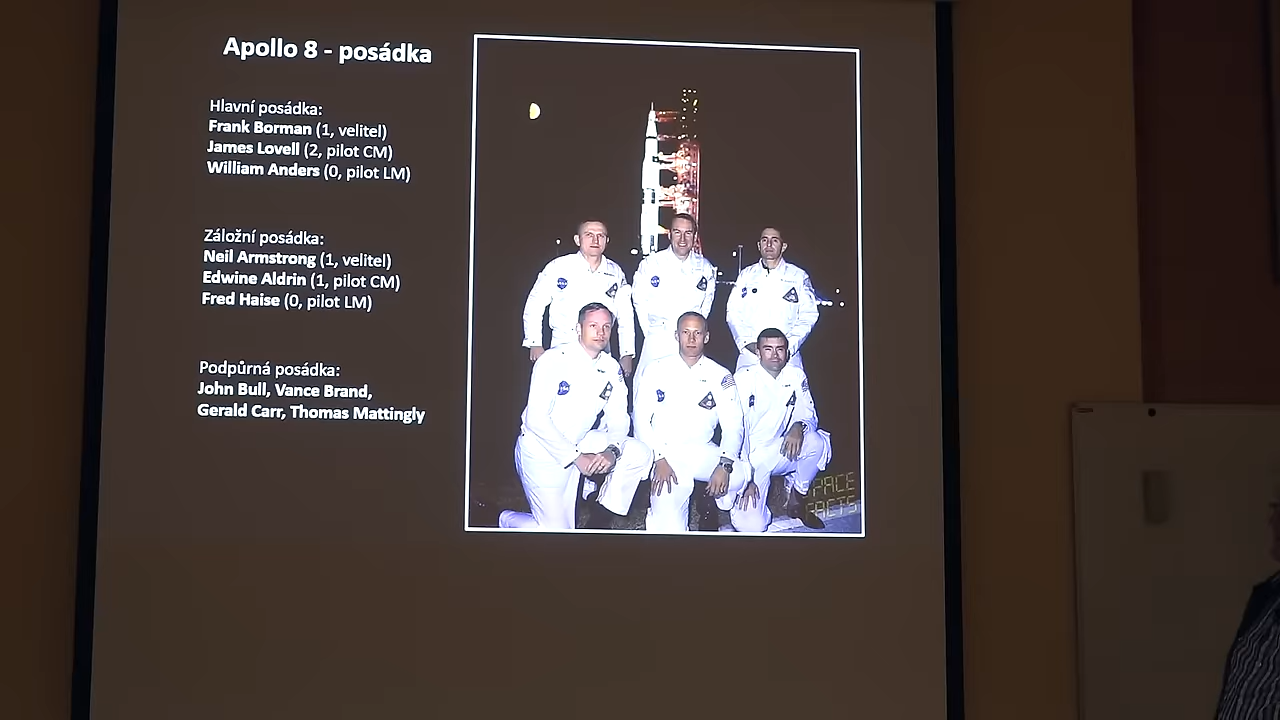 Apollo 8 - posádka
Hlavní posádka:
Frank Borman (1, velitel)
James Lovell (2, pilot CM)
William Anders (0, pilot LM)
Záložní posádka:
Neil Armstrong (1, velitel)
Edwine Aldrin (1, pilot CM)
Fred Haise (0, pilot LM)
Podpůrná posádka:
John Bull, Vance Brand,
Gerald Carr, Thomas Mattingly
SPACE
FACTS